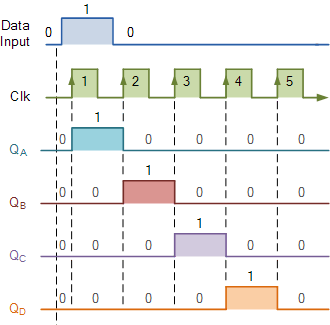 1
Data
Input 0 0
Clk 1 2 3 4 5
1
QA 0 0 0 0 0
1
QB 0 0 0 0 0
1
QC 0 0 0 0 0
1
QD 0 0 0 0 0